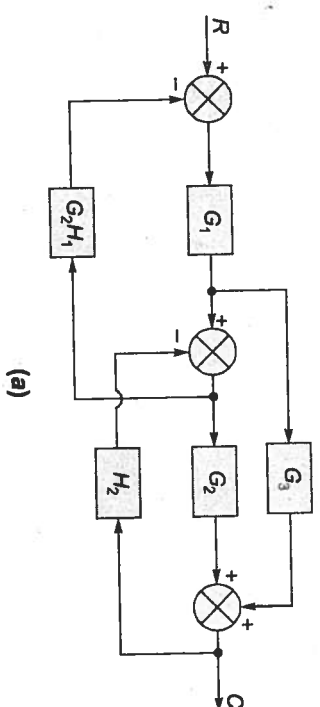 R
+
−
G₁
G₂H₁
+
−
G₃
G₂
H₂
+
+
C
(a)